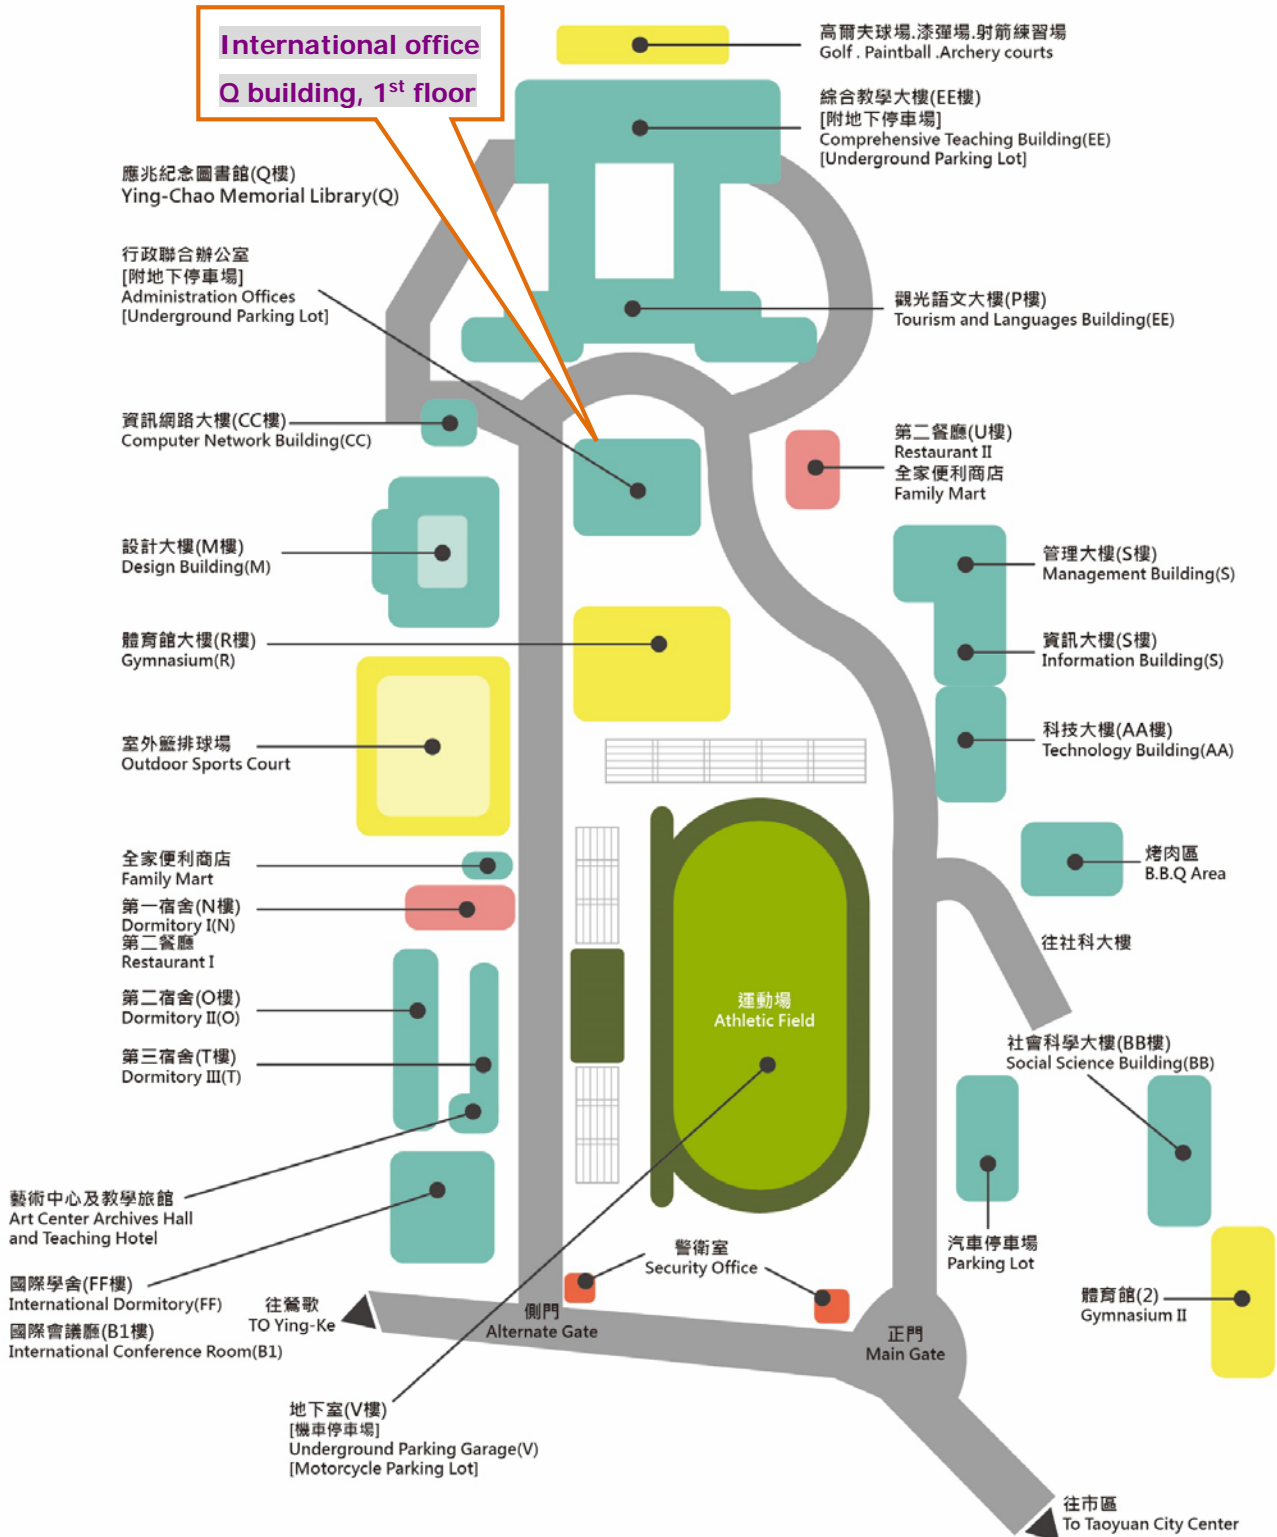 International office
Q building, 1st floor
高爾夫球場.漆彈場.射箭練習場
Golf . Paintball .Archery courts
綜合教學大樓(EE樓)
[附地下停車場]
Comprehensive Teaching Building(EE)
[Underground Parking Lot]
應兆紀念圖書館(Q樓)
Ying-Chao Memorial Library(Q)
行政聯合辦公室
[附地下停車場]
Administration Offices
[Underground Parking Lot]
觀光語文大樓(P樓)
Tourism and Languages Building(EE)
資訊網路大樓(CC樓)
Computer Network Building(CC)
第二餐廳(U樓)
Restaurant II
全家便利商店
Family Mart
設計大樓(M樓)
Design Building(M)
管理大樓(S樓)
Management Building(S)
體育館大樓(R樓)
Gymnasium(R)
資訊大樓(S樓)
Information Building(S)
室外籃排球場
Outdoor Sports Court
科技大樓(AA樓)
Technology Building(AA)
全家便利商店
Family Mart
烤肉區
B.B.Q Area
第一宿舍(N樓)
Dormitory I(N)
第二餐廳
Restaurant I
往社科大樓
第二宿舍(O樓)
Dormitory II(O)
運動場
Athletic Field
第三宿舍(T樓)
Dormitory III(T)
社會科學大樓(BB樓)
Social Science Building(BB)
藝術中心及教學旅館
Art Center Archives Hall
and Teaching Hotel
警衛室
Security Office
汽車停車場
Parking Lot
國際學舍(FF樓)
International Dormitory(FF)
國際會議廳(B1樓)
International Conference Room(B1)
往鶯歌
TO Ying-Ke
側門
Alternate Gate
正門
Main Gate
體育館(2)
Gymnasium II
地下室(V樓)
[機車停車場]
Underground Parking Garage(V)
[Motorcycle Parking Lot]
往市區
To Taoyuan City Center